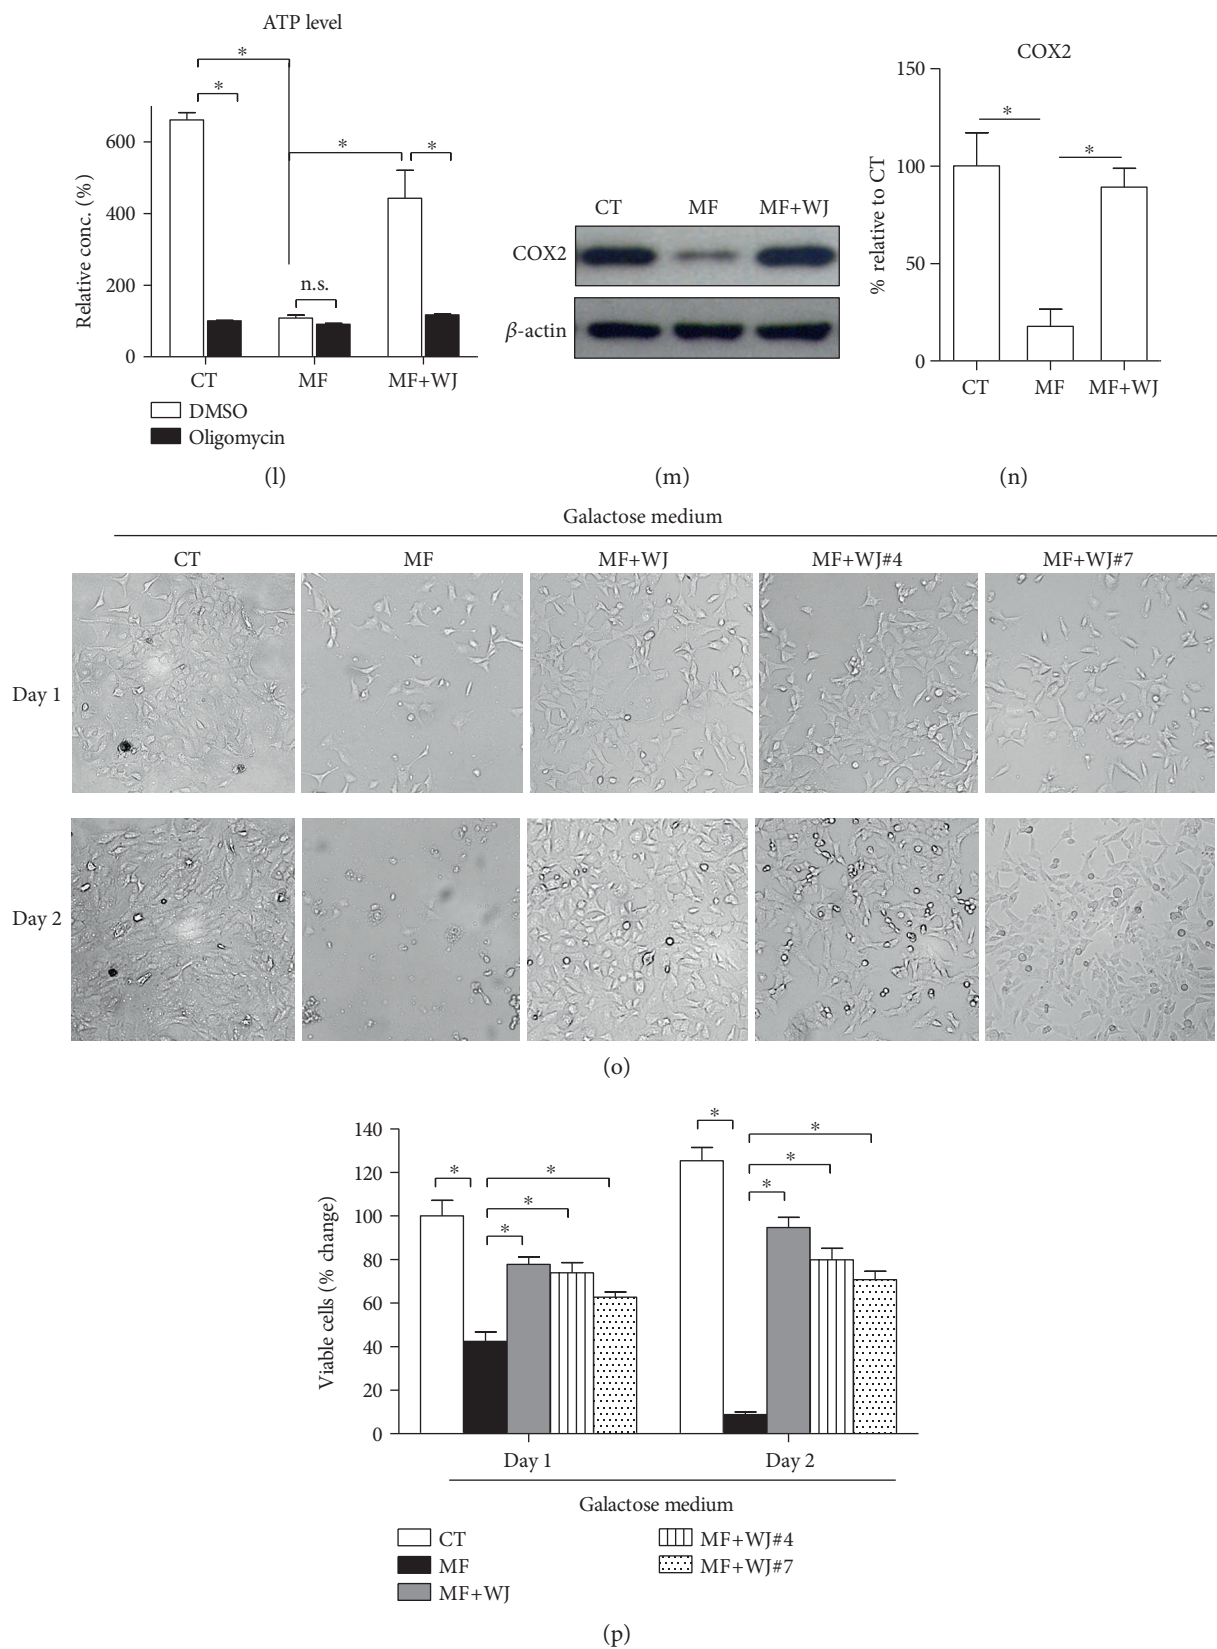 ATP level
*
*
*
*
n.s.
600
400
200
0
Relative conc. (%)
CT MF MF+WJ
DMSO
Oligomycin
(l)
CT MF MF+WJ
COX2
β-actin
(m)
COX2
*
*
150
100
50
0
% relative to CT
CT MF MF+WJ
(n)
Galactose medium
CT MF MF+WJ MF+WJ#4 MF+WJ#7
Day 1
Day 2
(o)
140
120
100
80
60
40
20
0
Viable cells (% change)
*
*
*
*
*
*
*
*
Day 1 Day 2
Galactose medium
CT
MF
MF+WJ
MF+WJ#4
MF+WJ#7
(p)